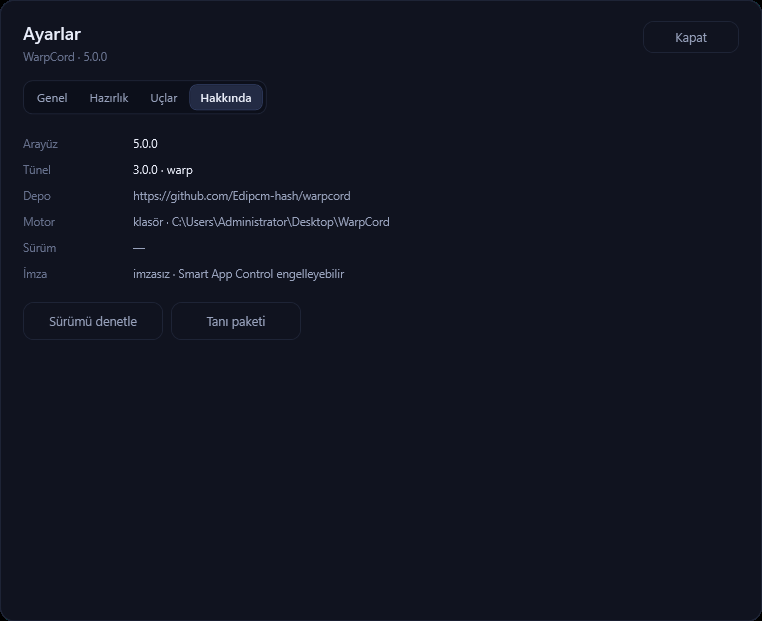 Ayarlar
Kapat
WarpCord · 5.0.0
Genel Hazırlık Uçlar Hakkında
Arayüz 5.0.0
Tünel 3.0.0 · warp
Depo https://github.com/Edipcm-hash/warpcord
Motor klasör · C:\Users\Administrator\Desktop\WarpCord
Sürüm —
İmza imzasız · Smart App Control engelleyebilir
Sürümü denetle Tanı paketi